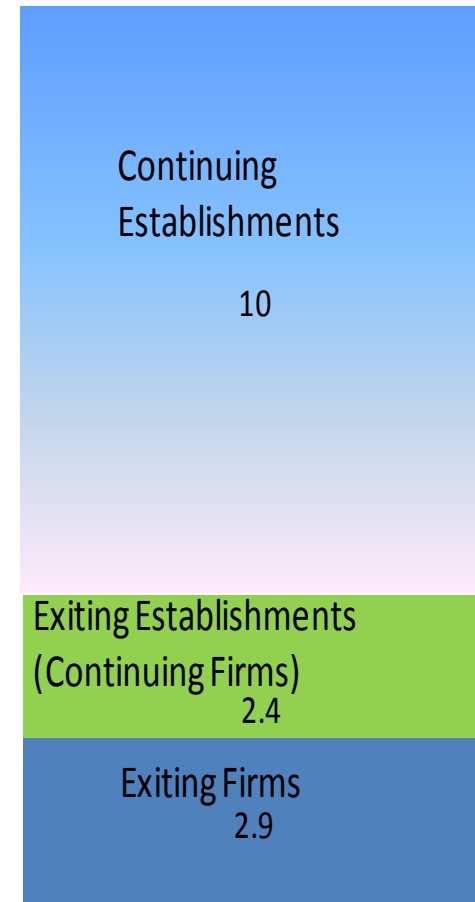 Continuing
Establishments
10
Exiting Establishments
(Continuing Firms)
2.4
Exiting Firms
2.9